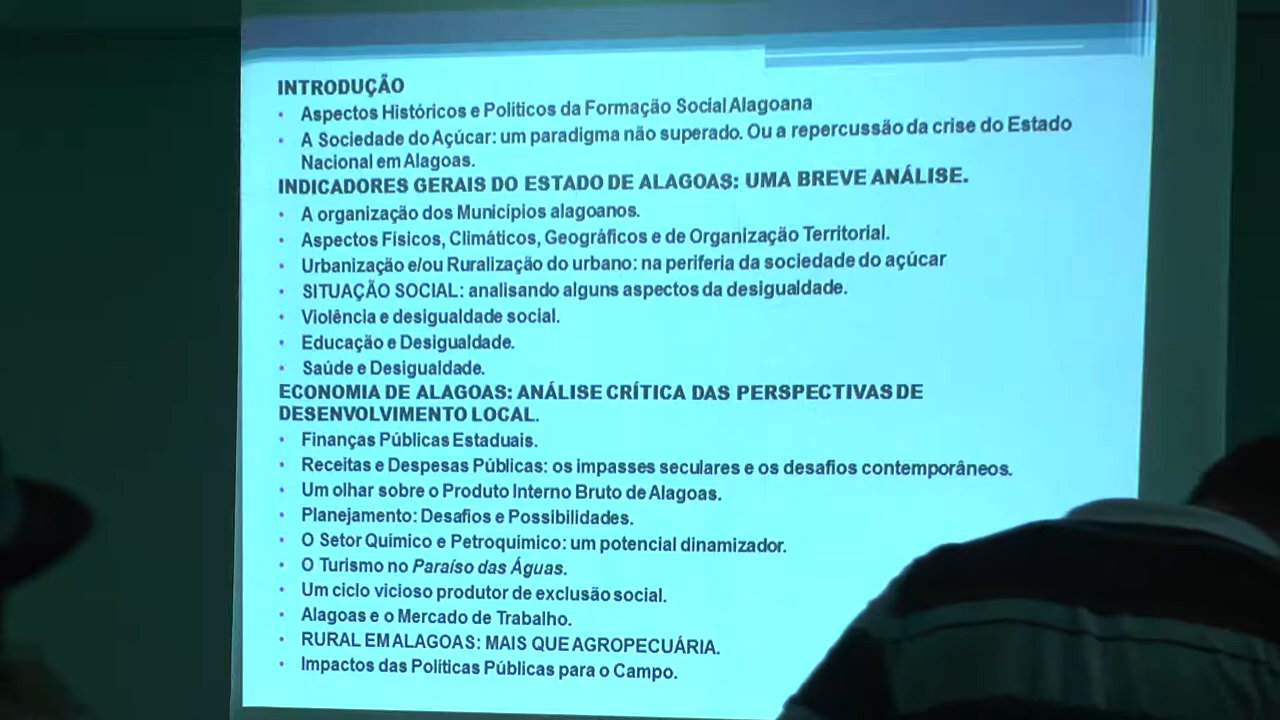 INTRODUÇÃO
• Aspectos Históricos e Politicos da Formação Social Alagoana
• A Sociedade do Açúcar: um paradigma não superado. Ou a repercussão da crise do Estado
Nacional em Alagoas.
INDICADORES GERAIS DO ESTADO DE ALAGOAS: UMA BREVE ANÁLISE.
• A organização dos Municípios alagoanos.
• Aspectos Físicos, Climáticos, Geográficos e de Organização Territorial.
• Urbanização e/ou Ruralização do urbano: na periferia da sociedade do açúcar
• SITUAÇÃO SOCIAL: analisando alguns aspectos da desigualdade.
• Violência e desigualdade social.
• Educação e Desigualdade.
• Saúde e Desigualdade.
ECONOMIA DE ALAGOAS: ANÁLISE CRÍTICA DAS PERSPECTIVAS DE
DESENVOLVIMENTO LOCAL.
• Finanças Públicas Estaduais.
• Receitas e Despesas Públicas: os impasses seculares e os desafios contemporâneos.
• Um olhar sobre o Produto Interno Bruto de Alagoas.
• Planejamento: Desafios e Possibilidades.
• O Setor Químico e Petroquímico: um potencial dinamizador.
• O Turismo no Paraíso das Águas.
• Um ciclo vicioso produtor de exclusão social.
• Alagoas e o Mercado de Trabalho.
• RURAL EM ALAGOAS: MAIS QUE AGROPECUÁRIA.
• Impactos das Políticas Públicas para o Campo.